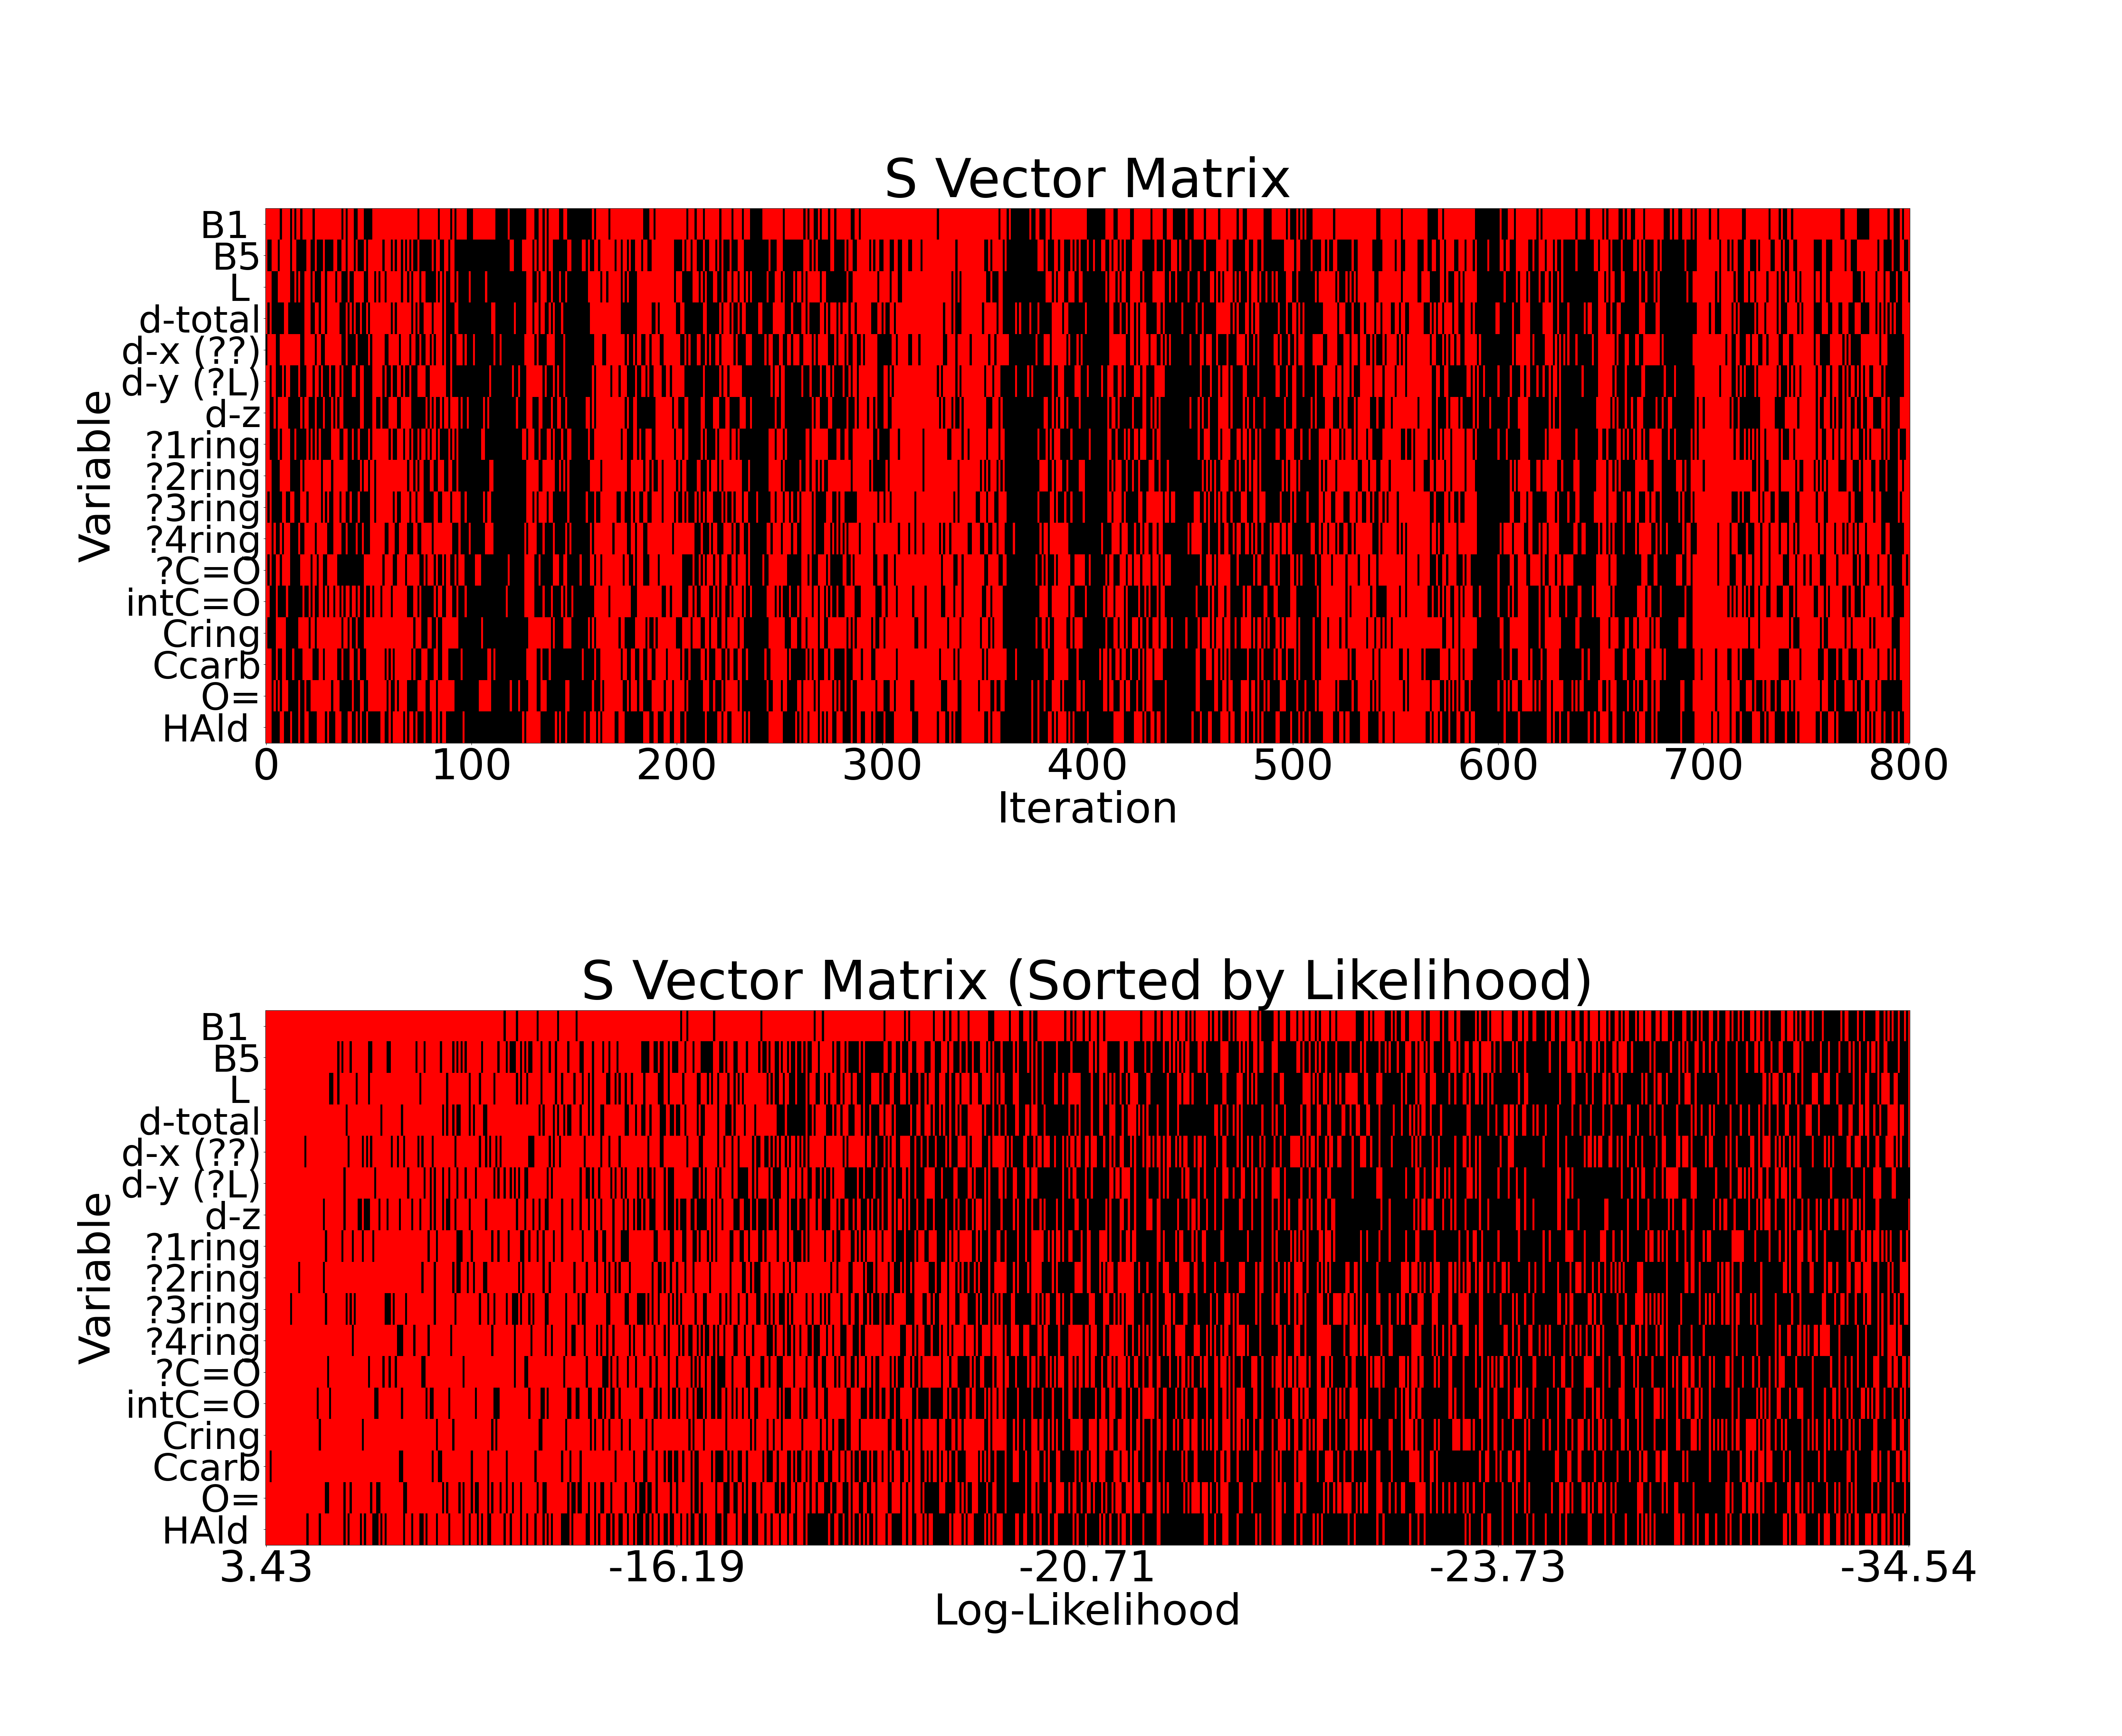 S Vector Matrix
B1
B5
L
d-total
d-x (??)
d-y (?L)
d-z
?1ring
?2ring
?3ring
?4ring
?C=O
intC=O
Cring
Ccarb
O=
HAld
Variable
0 100 200 300 400 500 600 700 800
Iteration
S Vector Matrix (Sorted by Likelihood)
B1
B5
L
d-total
d-x (??)
d-y (?L)
d-z
?1ring
?2ring
?3ring
?4ring
?C=O
intC=O
Cring
Ccarb
O=
HAld
Variable
3.43 -16.19 -20.71 -23.73 -34.54
Log-Likelihood